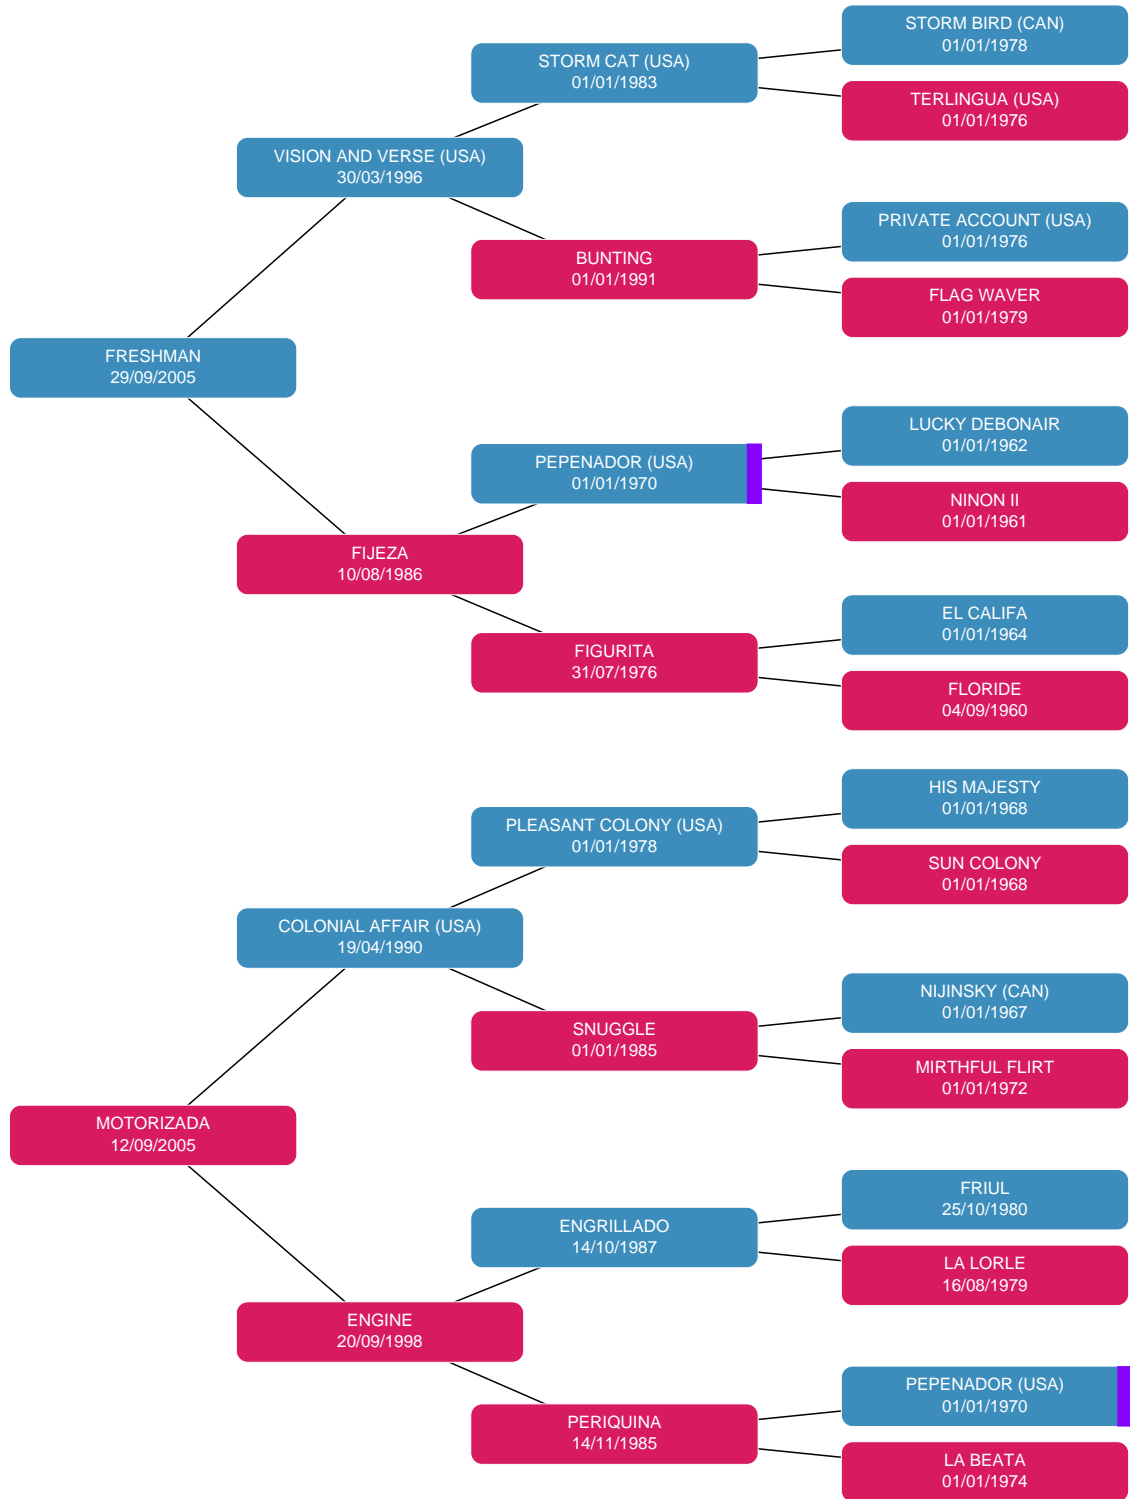 STORM BIRD (CAN)
01/01/1978
STORM CAT (USA)
01/01/1983
TERLINGUA (USA)
01/01/1976
VISION AND VERSE (USA)
30/03/1996
PRIVATE ACCOUNT (USA)
01/01/1976
BUNTING
01/01/1991
FLAG WAVER
01/01/1979
FRESHMAN
29/09/2005
LUCKY DEBONAIR
01/01/1962
PEPENADOR (USA)
01/01/1970
NINON II
01/01/1961
FIJEZA
10/08/1986
EL CALIFA
01/01/1964
FIGURITA
31/07/1976
FLORIDE
04/09/1960
HIS MAJESTY
01/01/1968
PLEASANT COLONY (USA)
01/01/1978
SUN COLONY
01/01/1968
COLONIAL AFFAIR (USA)
19/04/1990
NIJINSKY (CAN)
01/01/1967
SNUGGLE
01/01/1985
MIRTHFUL FLIRT
01/01/1972
MOTORIZADA
12/09/2005
FRIUL
25/10/1980
ENGRILLADO
14/10/1987
LA LORLE
16/08/1979
ENGINE
20/09/1998
PEPENADOR (USA)
01/01/1970
PERIQUINA
14/11/1985
LA BEATA
01/01/1974